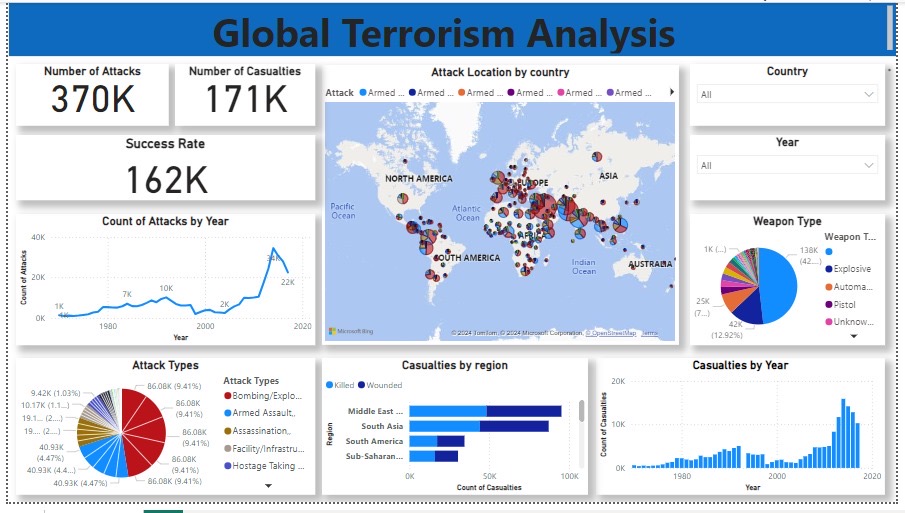 Global Terrorism Analysis
Number of Attacks
370K
Number of Casualties
171K
Success Rate
162K
Attack Location by country
Attack Armed ... Armed ... Armed ... Armed ... Armed ... Armed ...
NORTH AMERICA
EUROPE
ASIA
Pacific
Ocean
Atlantic
Ocean
AFRICA
SOUTH AMERICA
Indian
Ocean
AUSTRALIA
Microsoft Bing
© 2024 TomTom, © 2024 Microsoft Corporation, © OpenStreetMap Terms
Country
All
Year
All
Count of Attacks by Year
Count of Attacks
40K
20K
0K
1K
7K
10K
2K
34K
22K
1980
2000
2020
Year
Weapon Type
Weapon T...
1K (...)
138K
(42....)
25K
(7...)
42K
(12.92%)
Explosive
Automa...
Pistol
Unknow...
Attack Types
9.42K (1.03%)
10.17K (1.1...)
19.1... (2....)
19.... (2....)
40.93K
(4.47%)
40.93K (4.4...)
40.93K (4.47%)
86.08K (9.41%)
86.08K
(9.41%)
86.08K
(9.41%)
86.08K
(9.41%)
86.08K (9.41%)
Attack Types
Bombing/Explo...
Armed Assault,,
Assassination,,
Facility/Infrastru...
Hostage Taking ...
Casualties by region
Killed Wounded
Region
Middle East ...
South Asia
South America
Sub-Saharan...
0K
50K
100K
Count of Casualties
Casualties by Year
Count of Casualties
20K
10K
0K
1980
2000
2020
Year